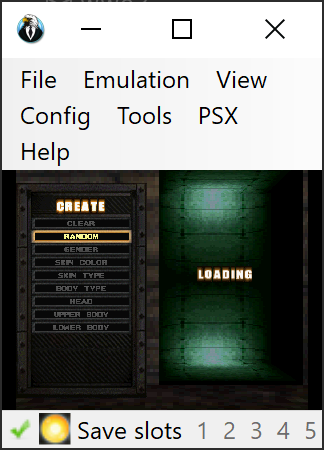 File Emulation View
Config Tools PSX
Help
CREATE
CLEAR
RANDOM
GENDER
SKIN COLOR
SKIN TYPE
BODY TYPE
HEAD
UPPER BODY
LOWER BODY
LOADING
Save slots 1 2 3 4 5